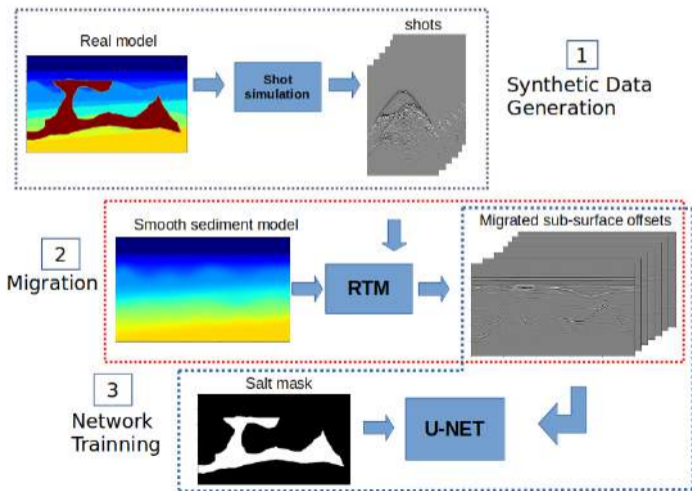 Real model
Shot
simulation
shots
1
Synthetic Data
Generation
2
Migration
Smooth sediment model
RTM
Migrated sub-surface offsets
3
Network
Trainning
Salt mask
U-NET